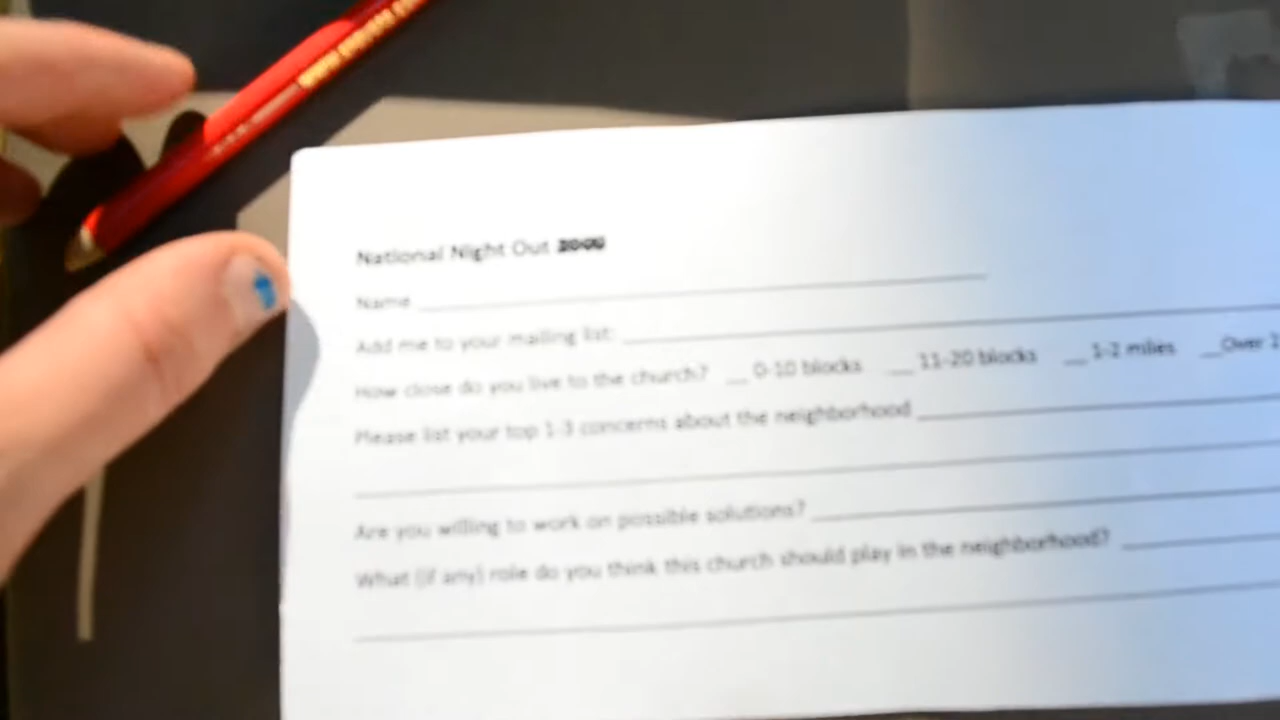 National Night Out
Name
Add me to your mailing list:
How close do you live to the church? __ 0-10 blocks __ 11-20 blocks __ 1-2 miles __Over
Please list your top 1-3 concerns about the neighborhood
Are you willing to work on possible solutions?
What (if any) role do you think this church should play in the neighborhood?